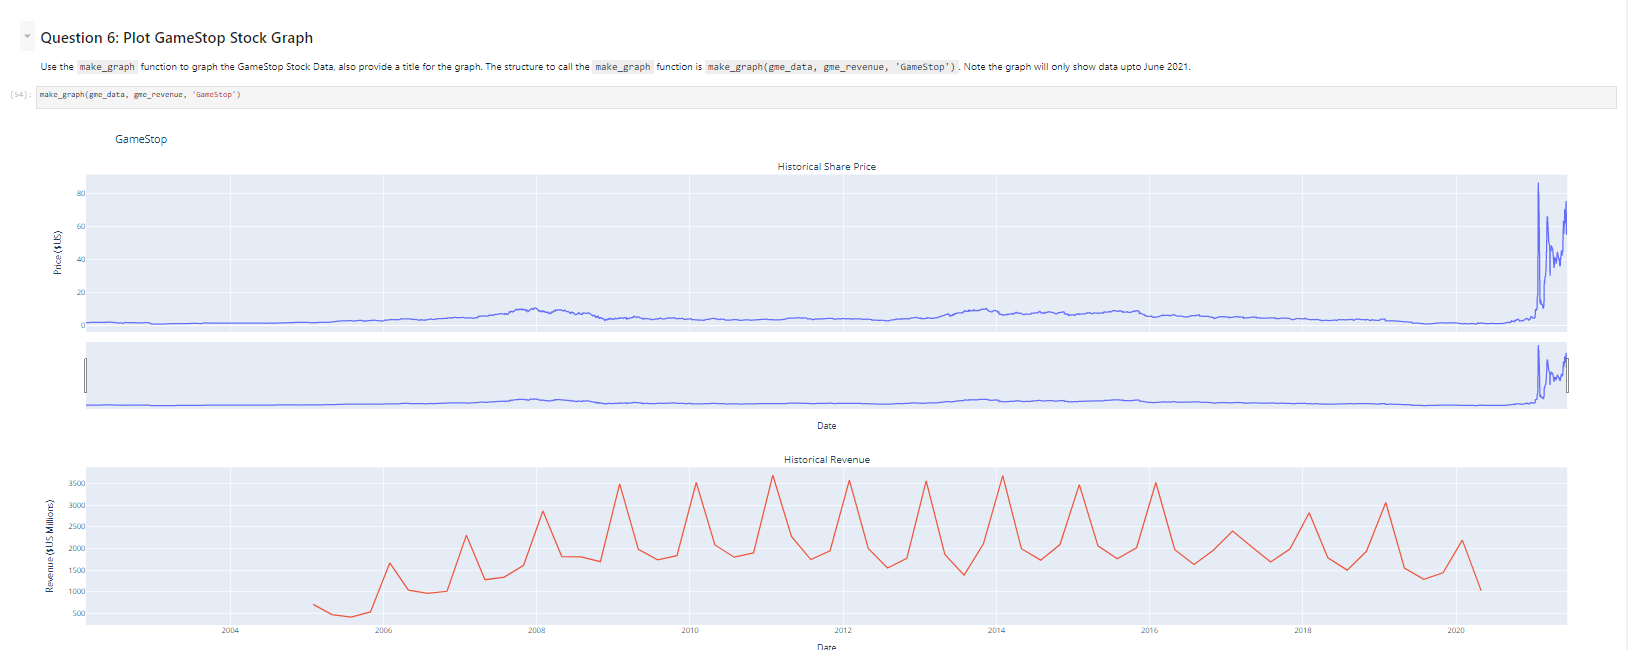 Question 6: Plot GameStop Stock Graph
Use the make_graph function to graph the GameStop Stock Data, also provide a title for the graph. The structure to call the make_graph function is make_graph(gme_data, gme_revenue, 'GameStop'). Note the graph will only show data upto June 2021.
[54]: make_graph(gme_data, gme_revenue, 'GameStop')
GameStop
Historical Share Price
80
60
40
20
0
Price ($US)
Date
Historical Revenue
3500
3000
2500
2000
1500
1000
500
Revenue ($US Millions)
2004 2006 2008 2010 2012 2014 2016 2018 2020
Date